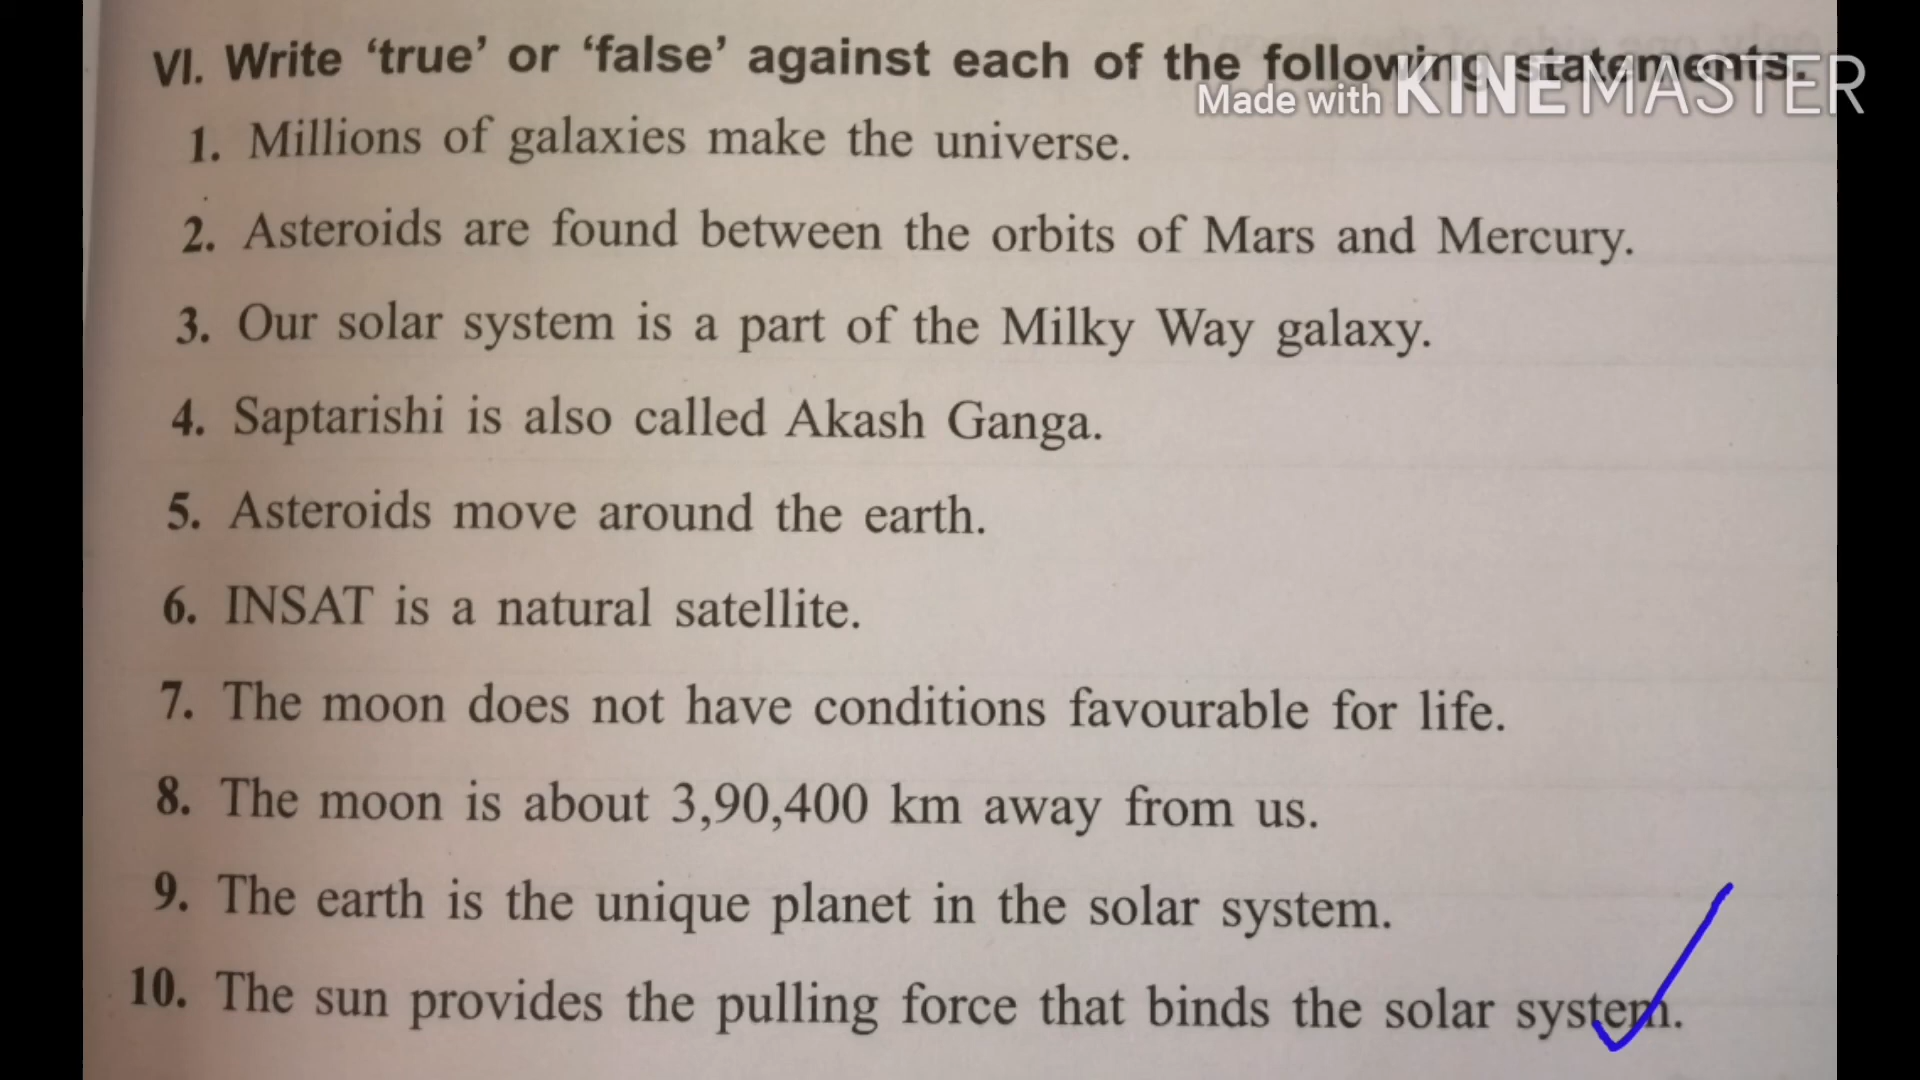 VI. Write ‘true’ or ‘false’ against each of the following statements.
Made with KINEMASTER
1. Millions of galaxies make the universe.
2. Asteroids are found between the orbits of Mars and Mercury.
3. Our solar system is a part of the Milky Way galaxy.
4. Saptarishi is also called Akash Ganga.
5. Asteroids move around the earth.
6. INSAT is a natural satellite.
7. The moon does not have conditions favourable for life.
8. The moon is about 3,90,400 km away from us.
9. The earth is the unique planet in the solar system.
10. The sun provides the pulling force that binds the solar system.